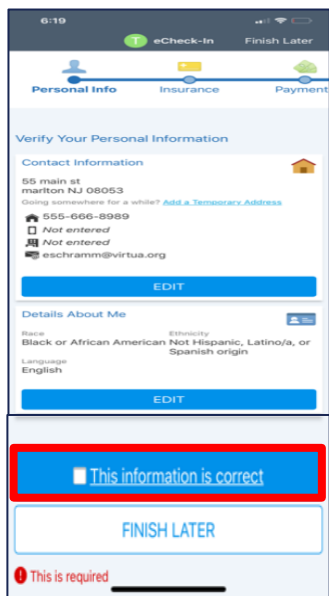 6:19
T eCheck-In Finish Later
Personal Info Insurance Payment
Verify Your Personal Information
Contact Information
55 main st
marlton NJ 08053
Going somewhere for a while? Add a Temporary Address
555-666-8989
Not entered
Not entered
eschramm@virtua.org
EDIT
Details About Me
Race Ethnicity
Black or African American Not Hispanic, Latino/a, or
Spanish origin
Language
English
EDIT
This information is correct
FINISH LATER
This is required